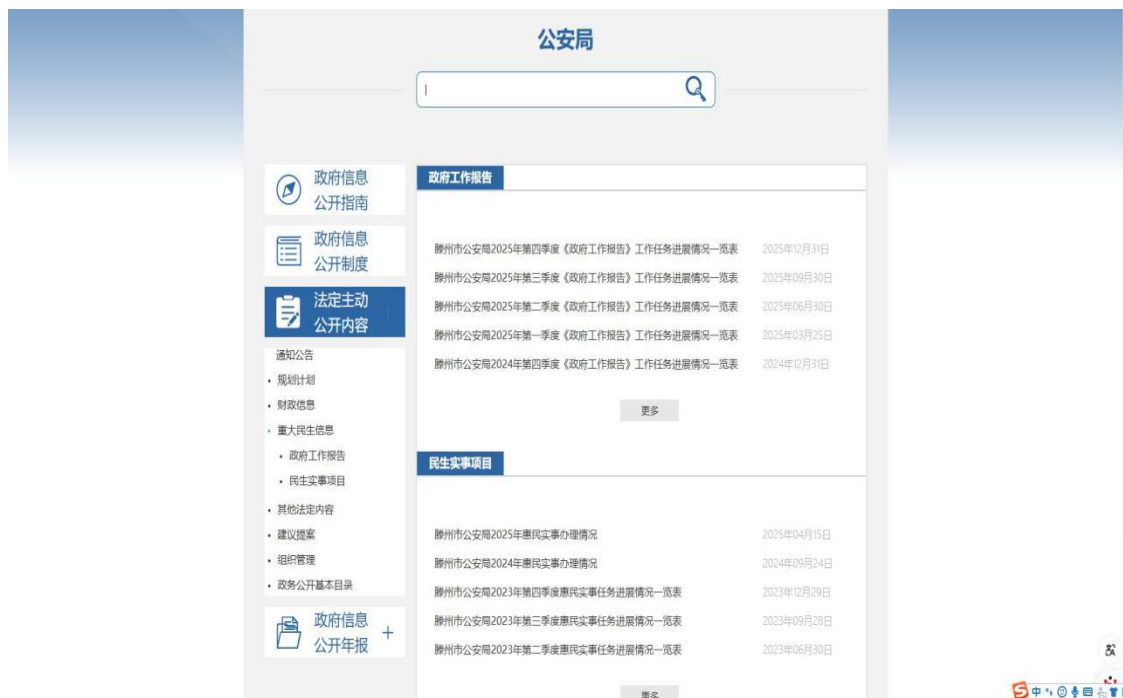 公安局
政府信息
公开指南
政府信息
公开制度
法定主动
公开内容
通知公告
规划计划
财政信息
重大民生信息
政府工作报告
民生实事项目
其他法定内容
建议提案
组织管理
政务公开基本目录
政府信息
公开年报 +
政府工作报告
滕州市公安局2025年第四季度《政府工作报告》工作任务进展情况一览表 2025年12月31日
滕州市公安局2025年第三季度《政府工作报告》工作任务进展情况一览表 2025年09月30日
滕州市公安局2025年第二季度《政府工作报告》工作任务进展情况一览表 2025年06月30日
滕州市公安局2025年第一季度《政府工作报告》工作任务进展情况一览表 2025年03月25日
滕州市公安局2024年第四季度《政府工作报告》工作任务进展情况一览表 2024年12月31日
更多
民生实事项目
滕州市公安局2025年惠民实事办理情况 2025年04月15日
滕州市公安局2024年惠民实事办理情况 2024年09月24日
滕州市公安局2023年第四季度惠民实事任务进展情况一览表 2023年12月29日
滕州市公安局2023年第三季度惠民实事任务进展情况一览表 2023年09月28日
滕州市公安局2023年第二季度惠民实事任务进展情况一览表 2023年06月30日
更多
中